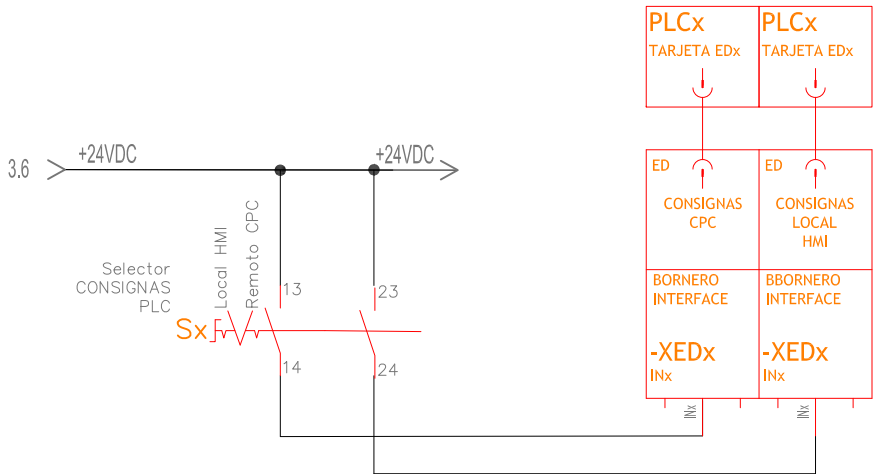 PLCx
TARJETA EDx
PLCx
TARJETA EDx
3.6
+24VDC
+24VDC
ED
CONSIGNAS
CPC
ED
CONSIGNAS
LOCAL
HMI
Selector
CONSIGNAS
PLC
Local HMI
Remoto CPC
Sx
13
14
23
24
BORNERO
INTERFACE
-XEDx
INx
BBORNERO
INTERFACE
-XEDx
INx
INx
INx